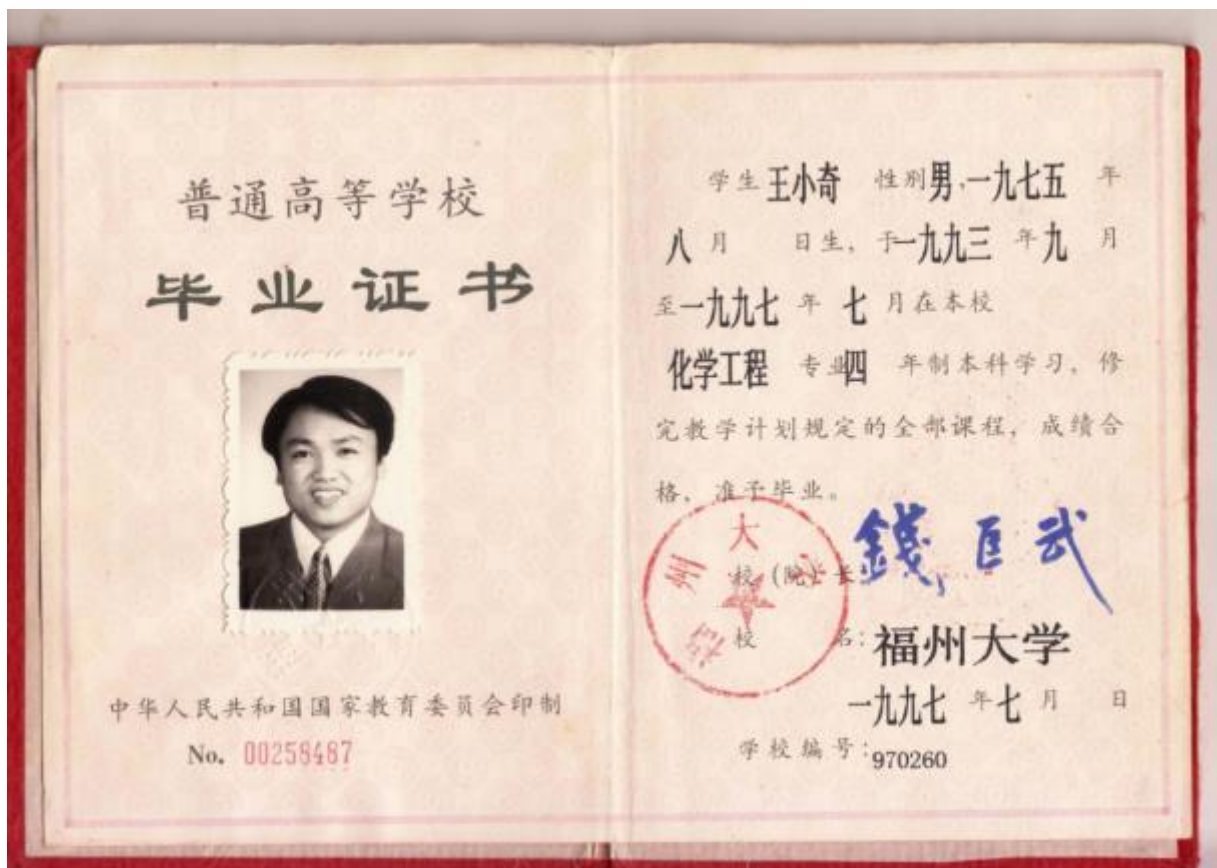 普通高等学校
毕业证书
中华人民共和国国家教育委员会印制
No. 00258487
学生王小奇 性别男,一九七五 年
八月 日生,于一九九三年九 月
至一九九七年 七 月在本校
化学工程 专业四 年制本科学习,修
完教学计划规定的全部课程,成绩合
格,准予毕业。
福州大学
校(院)长:錢匡武
校 名:福州大学
一九九七年七月 日
学校编号:970260